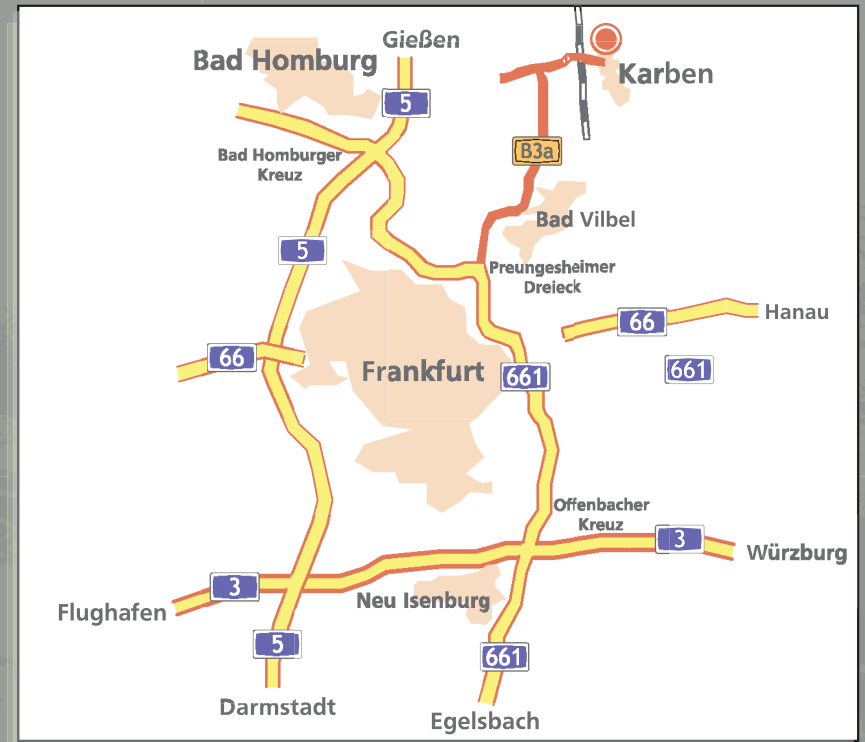 Gießen
Bad Homburg
Karben
5
B3a
Bad Homburger
Kreuz
Bad Vilbel
5
Preungesheimer
Dreieck
Hanau
66
66
Frankfurt
661
661
Offenbacher
Kreuz
3
Würzburg
3
Neu Isenburg
Flughafen
5
661
Darmstadt
Egelsbach